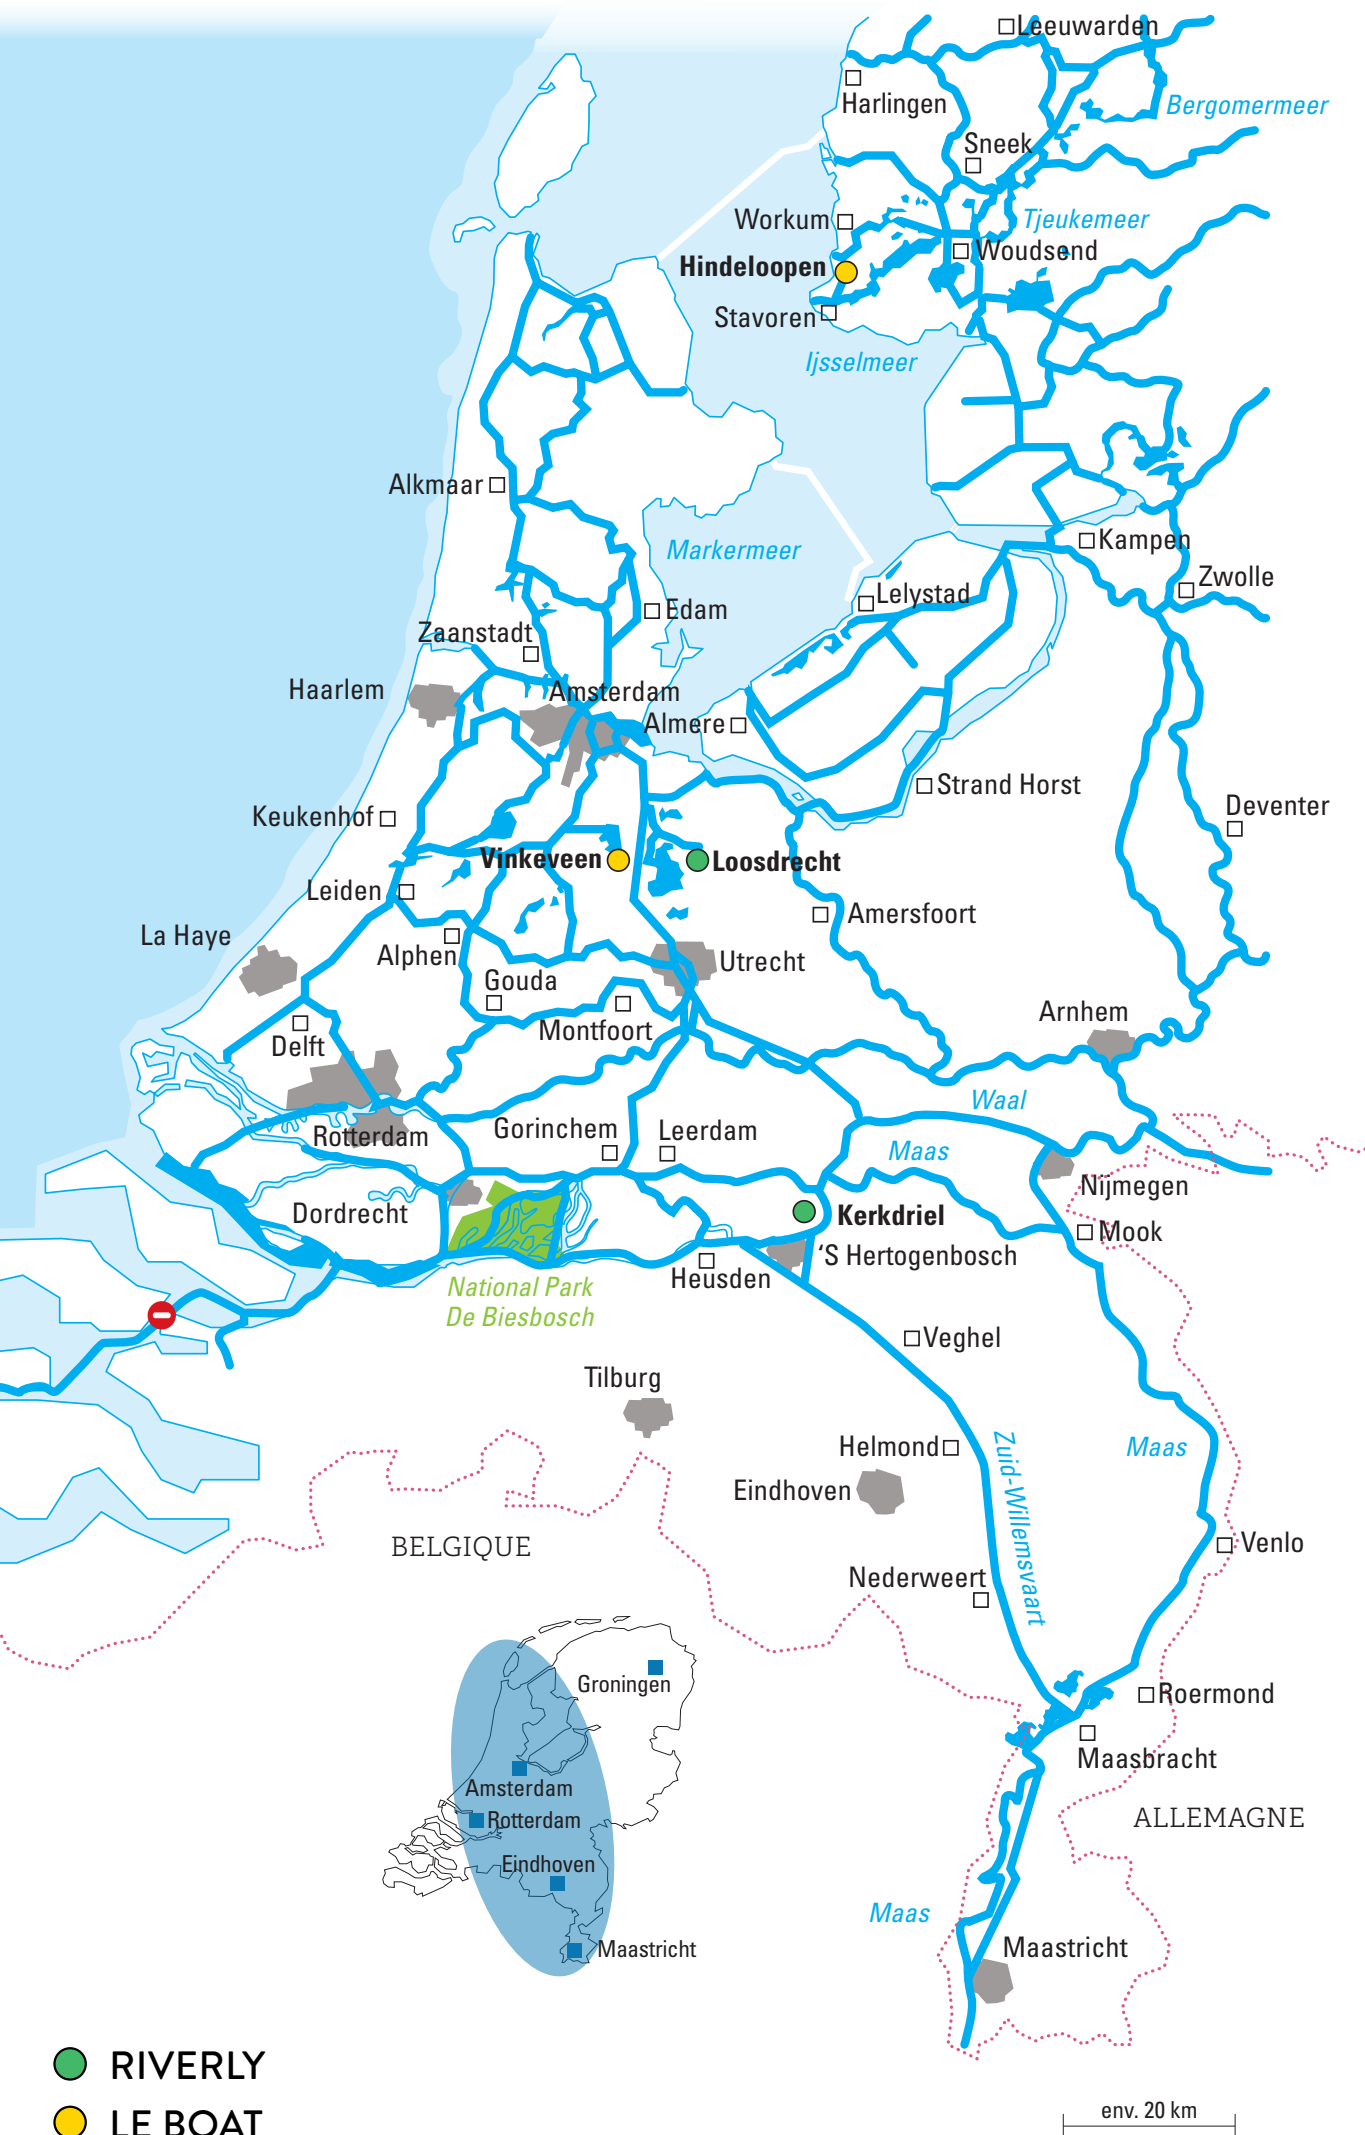 Leeuwarden
Harlingen
Bergomermeer
Sneek
Workum
Tjeukemeer
Woudsend
Hindeloopen
Stavoren
Ijsselmeer
Alkmaar
Markermeer
Kampen
Zwolle
Lelystad
Edam
Zaanstadt
Haarlem
Amsterdam
Almere
Strand Horst
Keukenhof
Deventer
Vinkeveen
Loosdrecht
Leiden
Amersfoort
La Haye
Alphen
Utrecht
Gouda
Montfoort
Arnhem
Delft
Waal
Rotterdam
Gorinchem
Leerdam
Maas
Nijmegen
Dordrecht
Kerkdriel
Mook
'S Hertogenbosch
Heusden
National Park
De Biesbosch
Veghel
Tilburg
Helmond
Maas
Zuid-Willemsvaart
Eindhoven
BELGIQUE
Venlo
Nederweert
Groningen
Roermond
Maasbracht
Amsterdam
Rotterdam
ALLEMAGNE
Eindhoven
Maas
Maastricht
Maastricht
RIVERLY
LE BOAT
env. 20 km